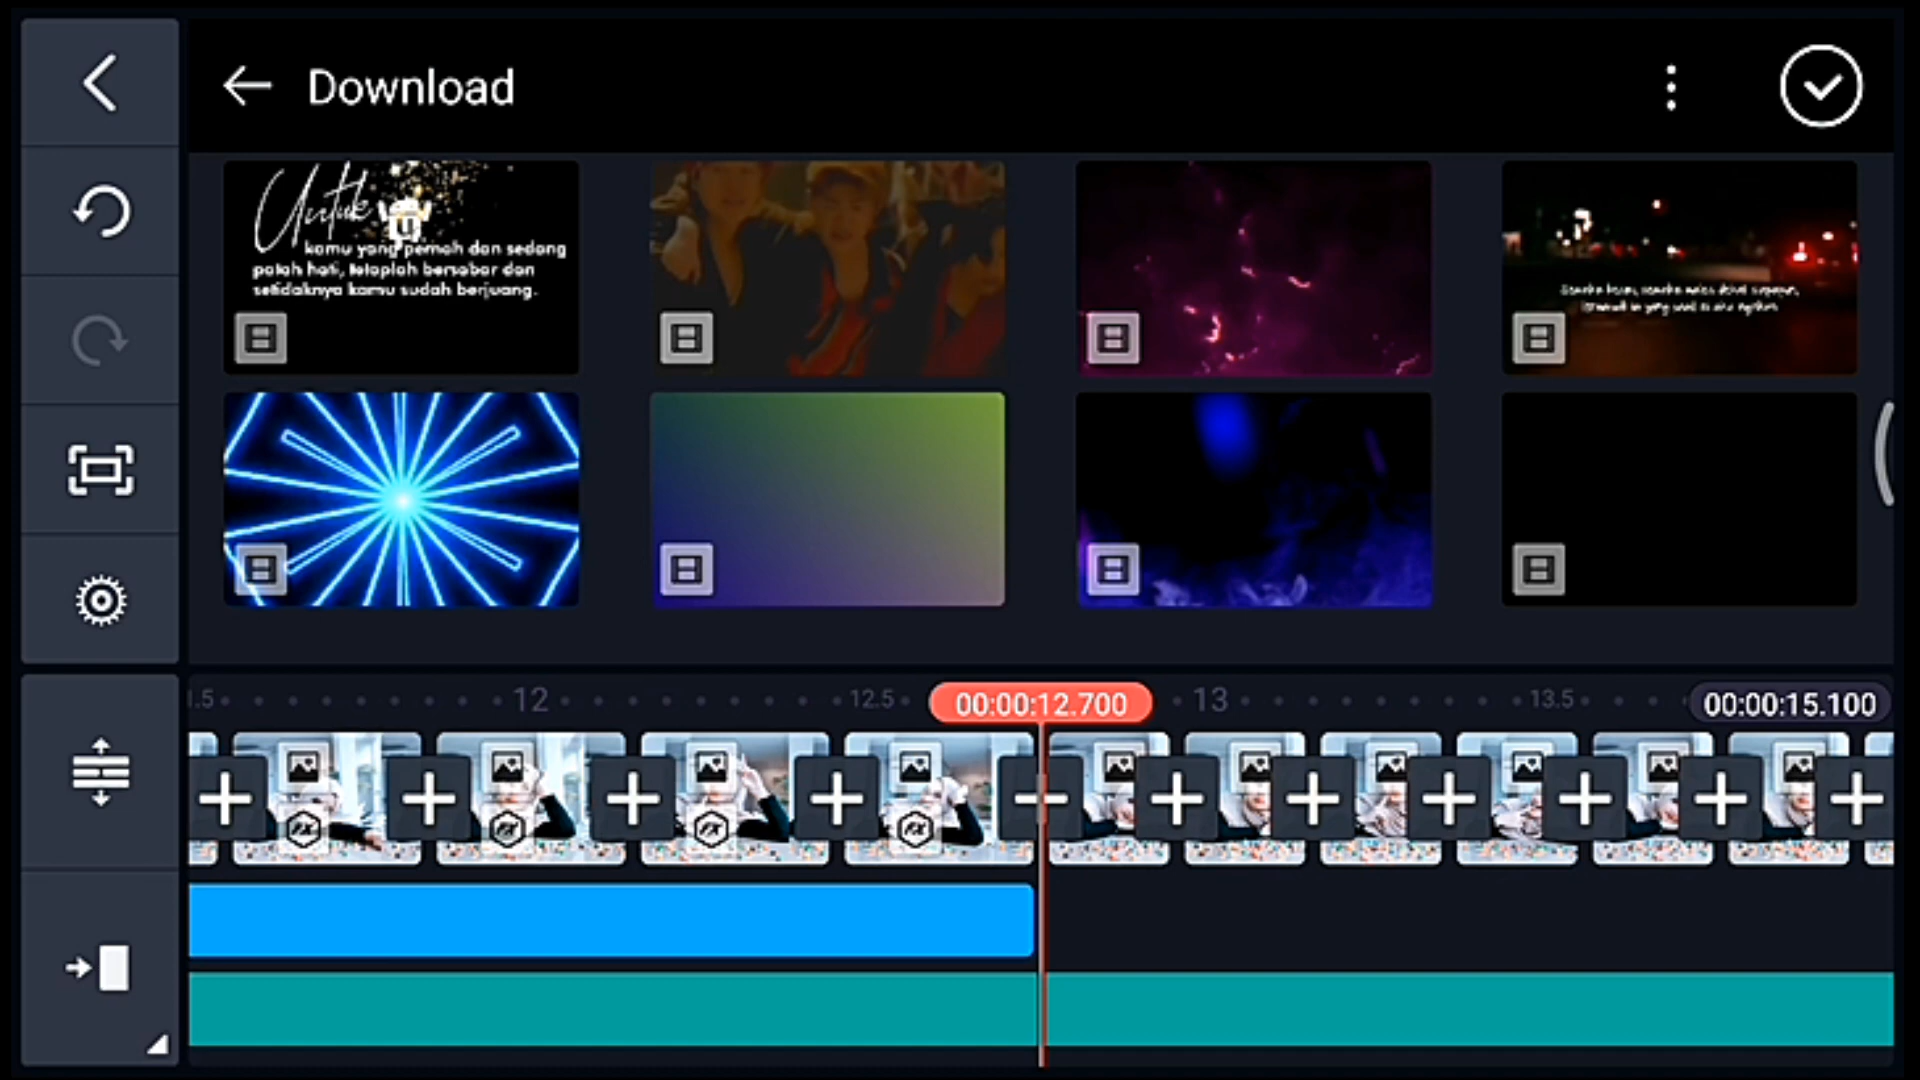 Download
Untuk
kamu yang pernah dan sedang
patah hati, tetaplah bersabar dan
setidaknya kamu sudah berjuang.
12
12.5
00:00:12.700
13
13.5
00:00:15.100